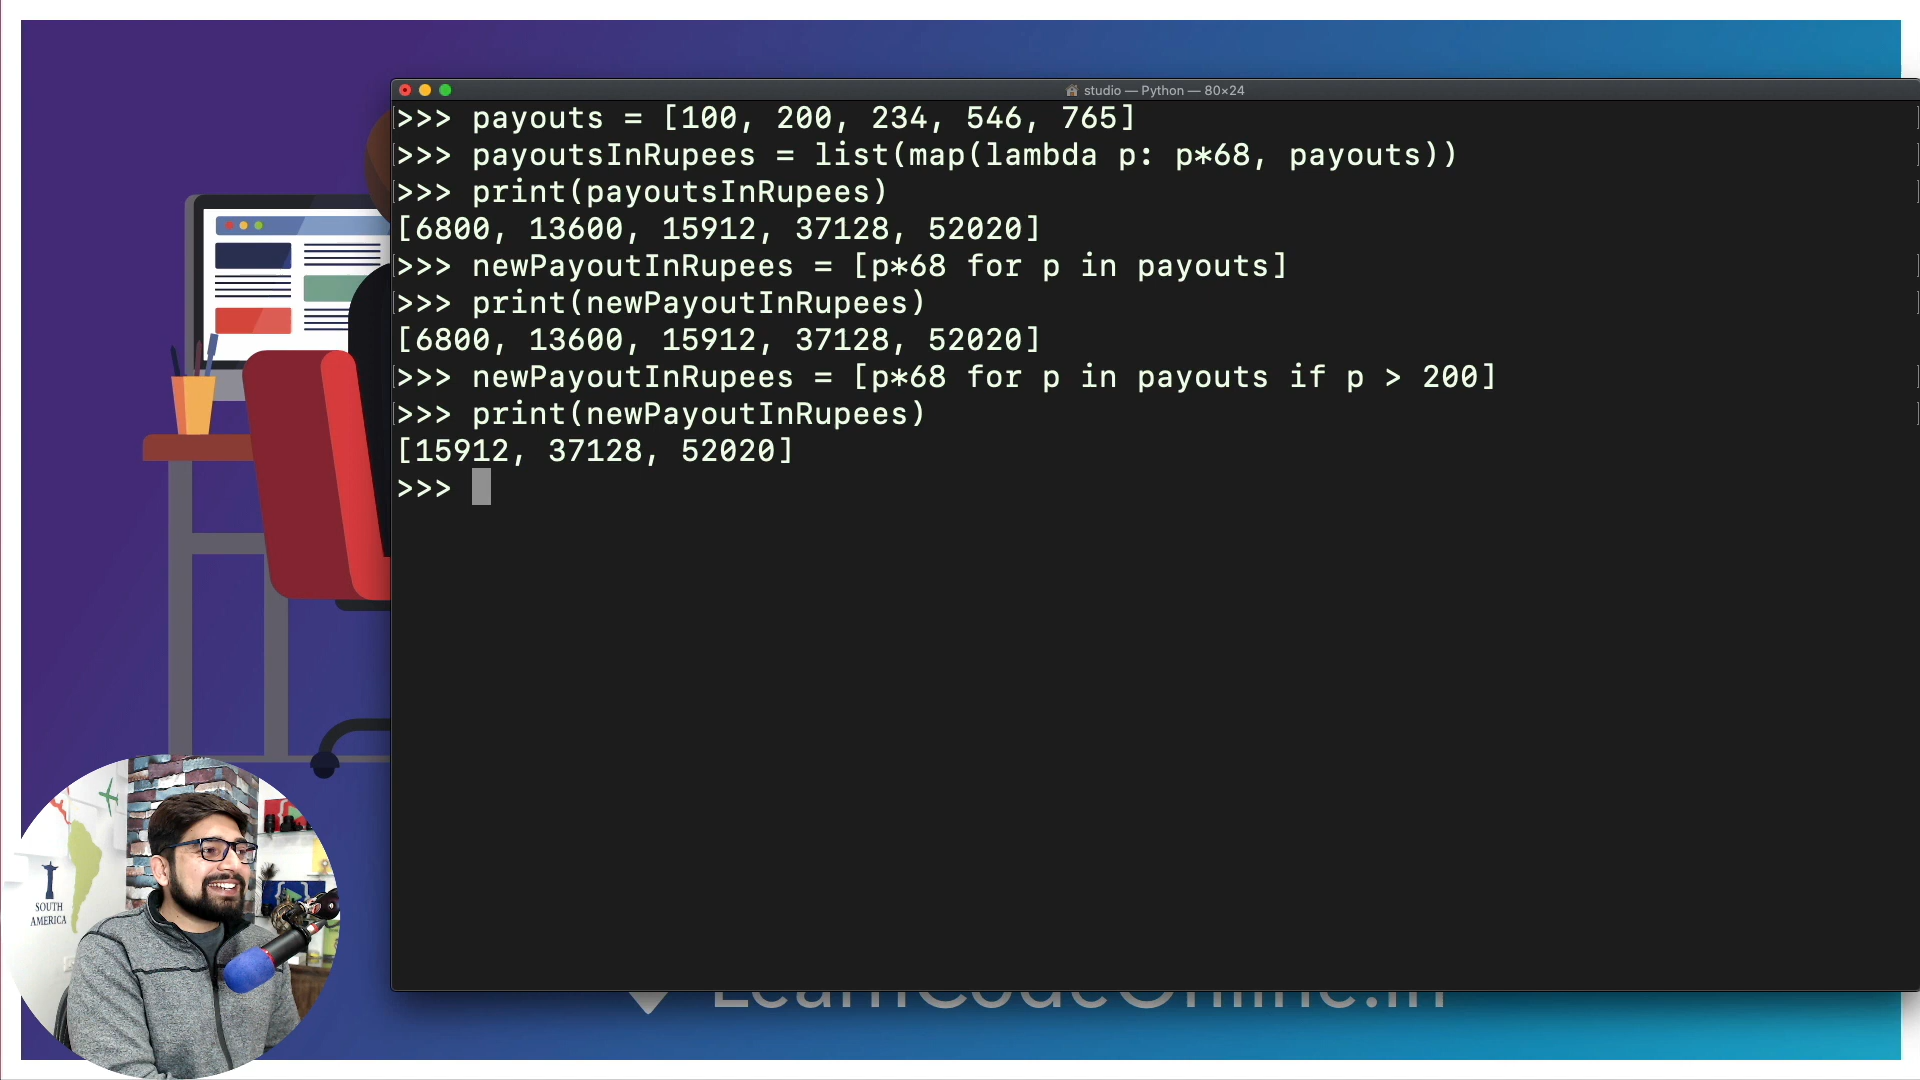 studio — Python — 80×24
>>> payouts = [100, 200, 234, 546, 765]
>>> payoutsInRupees = list(map(lambda p: p*68, payouts))
>>> print(payoutsInRupees)
[6800, 13600, 15912, 37128, 52020]
>>> newPayoutInRupees = [p*68 for p in payouts]
>>> print(newPayoutInRupees)
[6800, 13600, 15912, 37128, 52020]
>>> newPayoutInRupees = [p*68 for p in payouts if p > 200]
>>> print(newPayoutInRupees)
[15912, 37128, 52020]
>>>
SOUTH
AMERICA
LearnCodeOnline.in